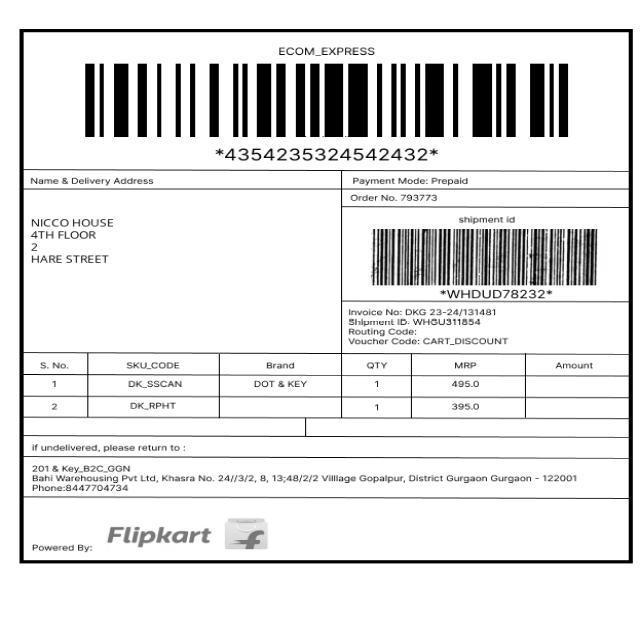 ECOM_EXPRESS
*4354235324542432*
Name & Delivery Address
Payment Mode: Prepaid
Order No. 793773
NICCO HOUSE
4TH FLOOR
2
HARE STREET
shipment id
*WHDUD78232*
Invoice No: DKG 23-24/131481
Shipment ID: WHGU311854
Routing Code:
Voucher Code: CART_DISCOUNT
S. No. SKU_CODE Brand QTY MRP Amount
1 DK_SSCAN DOT & KEY 1 495.0
2 DK_RPHT 1 395.0
if undelivered, please return to :
201 & Key_B2C_GGN
Bahi Warehousing Pvt Ltd, Khasra No. 24//3/2, 8, 13;48/2/2 Villlage Gopalpur, District Gurgaon Gurgaon - 122001
Phone:8447704734
Powered By: Flipkart